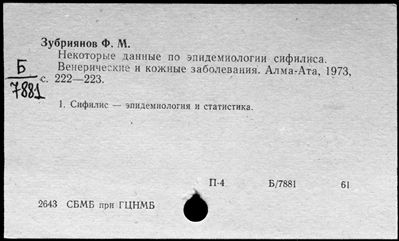 Зубриянов Ф. М.
Некоторые данные по эпидемиологии сифилиса.
Б
Венерические и кожные заболевания. Алма-Ата, 1973,
7881
с. 222—223.
1. Сифилис — эпидемиология и статистика.
П-4 Б/7881 61
2643 СБМБ при ГЦНМБ